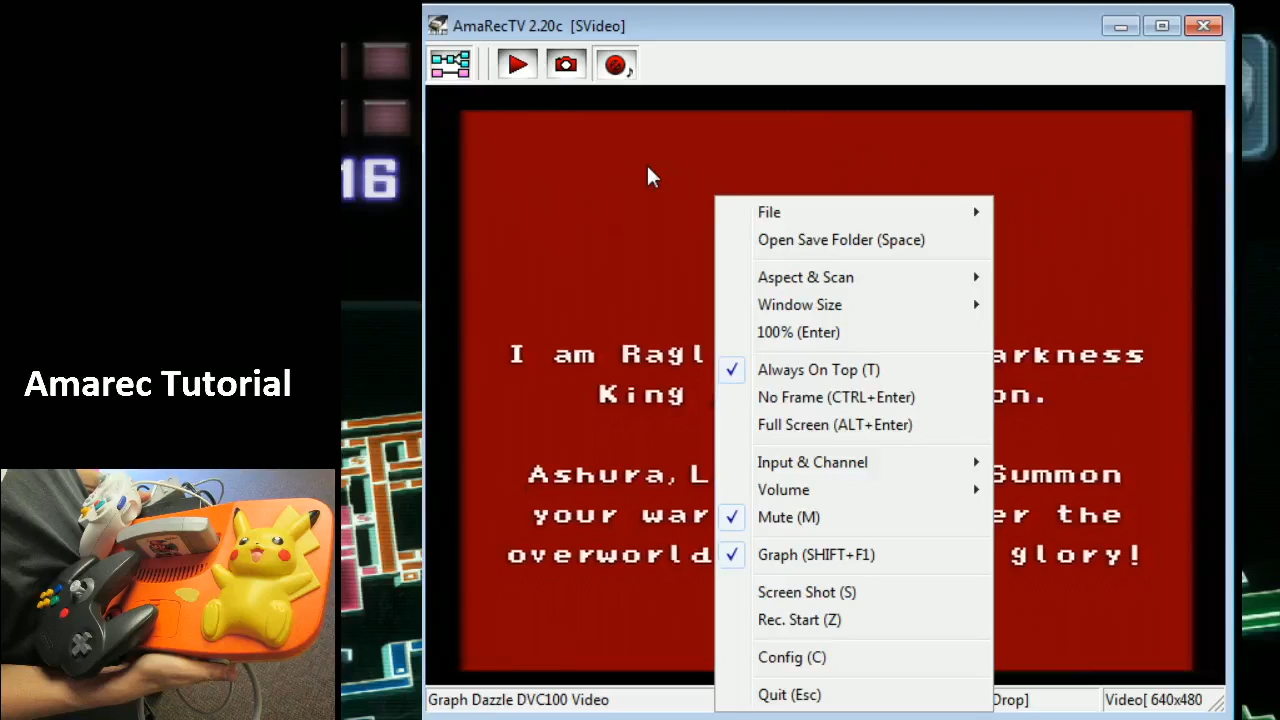 AmaRecTV 2.20c [SVideo]
16
File
Open Save Folder (Space)
Aspect & Scan
Window Size
100% (Enter)
I am Ragl arkness
Always On Top (T)
King on.
No Frame (CTRL+Enter)
Full Screen (ALT+Enter)
Amarec Tutorial
Input & Channel
Ashura, L Summon
Volume
your war er the
Mute (M)
overworld glory!
Graph (SHIFT+F1)
Screen Shot (S)
Rec. Start (Z)
Config (C)
Quit (Esc)
Graph Dazzle DVC100 Video Drop] Video[ 640x480